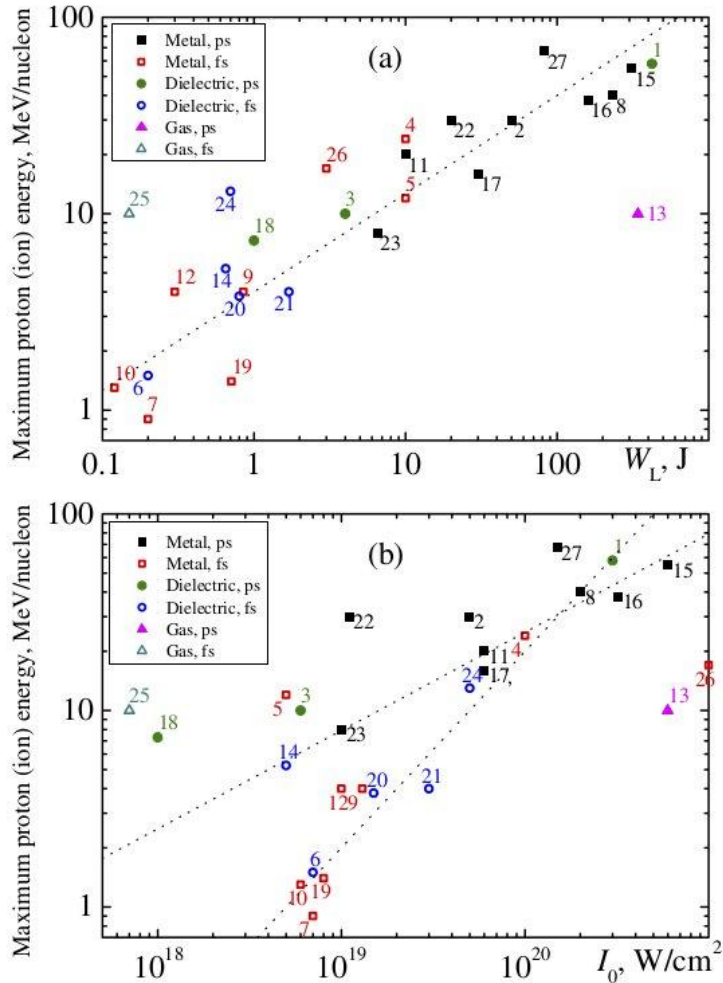 100
10
1
Maximum proton (ion) energy, MeV/nucleon
Metal, ps
Metal, fs
Dielectric, ps
Dielectric, fs
Gas, ps
Gas, fs
(a)
27
1
15
16
8
22
2
4
11
26
17
5
25
24
3
13
18
23
12
14
9
20
21
10
6
19
7
0.1 1 10 100
W_L, J
100
10
1
Maximum proton (ion) energy, MeV/nucleon
Metal, ps
Metal, fs
Dielectric, ps
Dielectric, fs
Gas, ps
Gas, fs
(b)
27
1
15
8
16
22
2
4
11
17,
26
25
5
3
24
13
18
23
14
129
20
21
6
10
19
7
10^18 10^19 10^20
I_0, W/cm^2